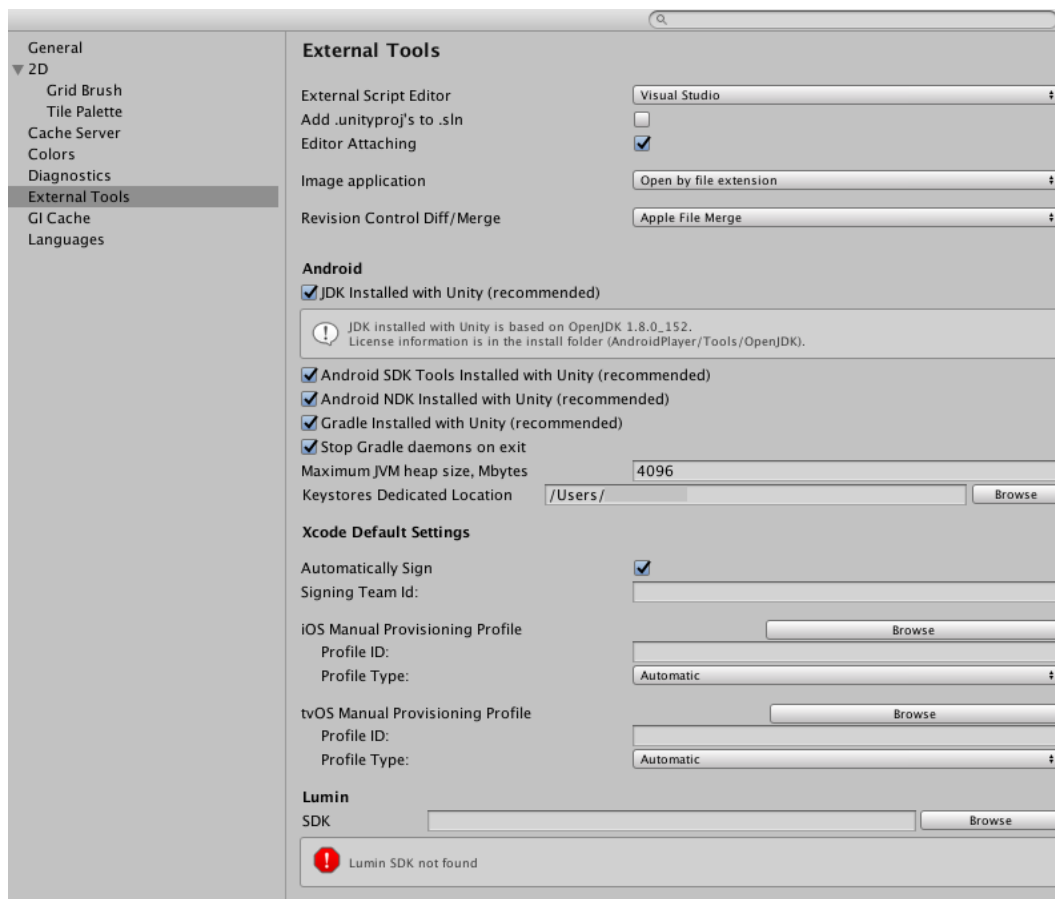 General
2D
Grid Brush
Tile Palette
Cache Server
Colors
Diagnostics
External Tools
GI Cache
Languages
External Tools
External Script Editor
Visual Studio
Add .unityproj's to .sln
Editor Attaching
Image application
Open by file extension
Revision Control Diff/Merge
Apple File Merge
Android
JDK Installed with Unity (recommended)
JDK installed with Unity is based on OpenJDK 1.8.0_152.
License information is in the install folder (AndroidPlayer/Tools/OpenJDK).
Android SDK Tools Installed with Unity (recommended)
Android NDK Installed with Unity (recommended)
Gradle Installed with Unity (recommended)
Stop Gradle daemons on exit
Maximum JVM heap size, Mbytes
4096
Keystores Dedicated Location
/Users/
Browse
Xcode Default Settings
Automatically Sign
Signing Team Id:
iOS Manual Provisioning Profile
Browse
Profile ID:
Profile Type:
Automatic
tvOS Manual Provisioning Profile
Browse
Profile ID:
Profile Type:
Automatic
Lumin
SDK
Browse
Lumin SDK not found